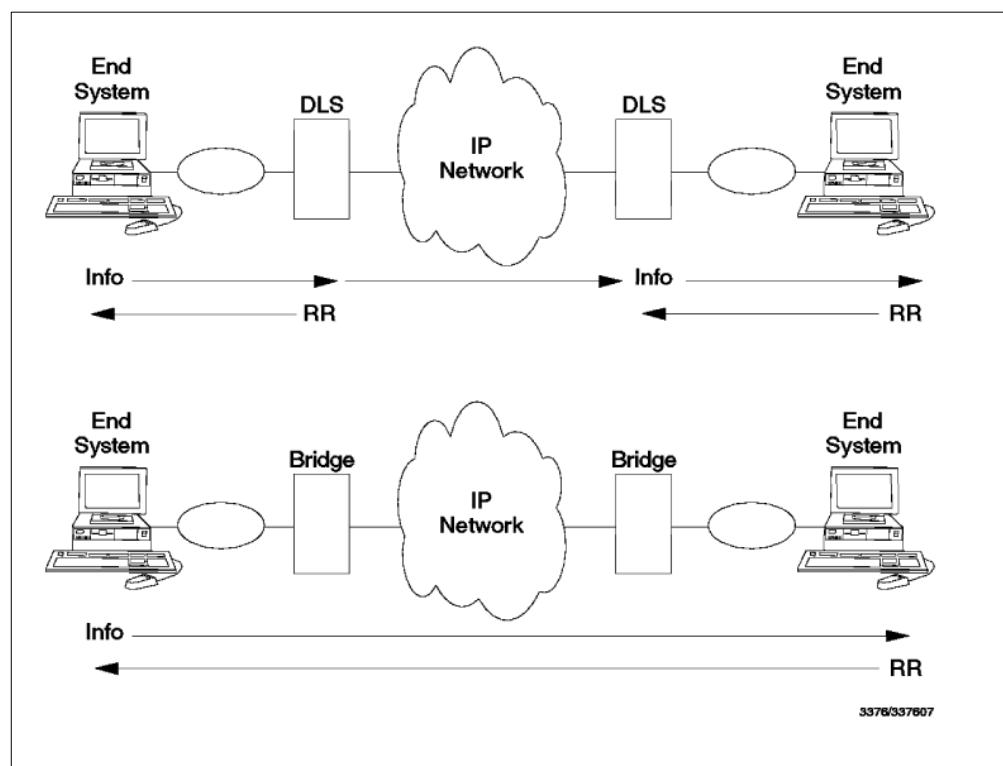 End
System
DLS
IP
Network
DLS
End
System
Info
Info
RR
RR
End
System
Bridge
IP
Network
Bridge
End
System
Info
RR
3376/337607